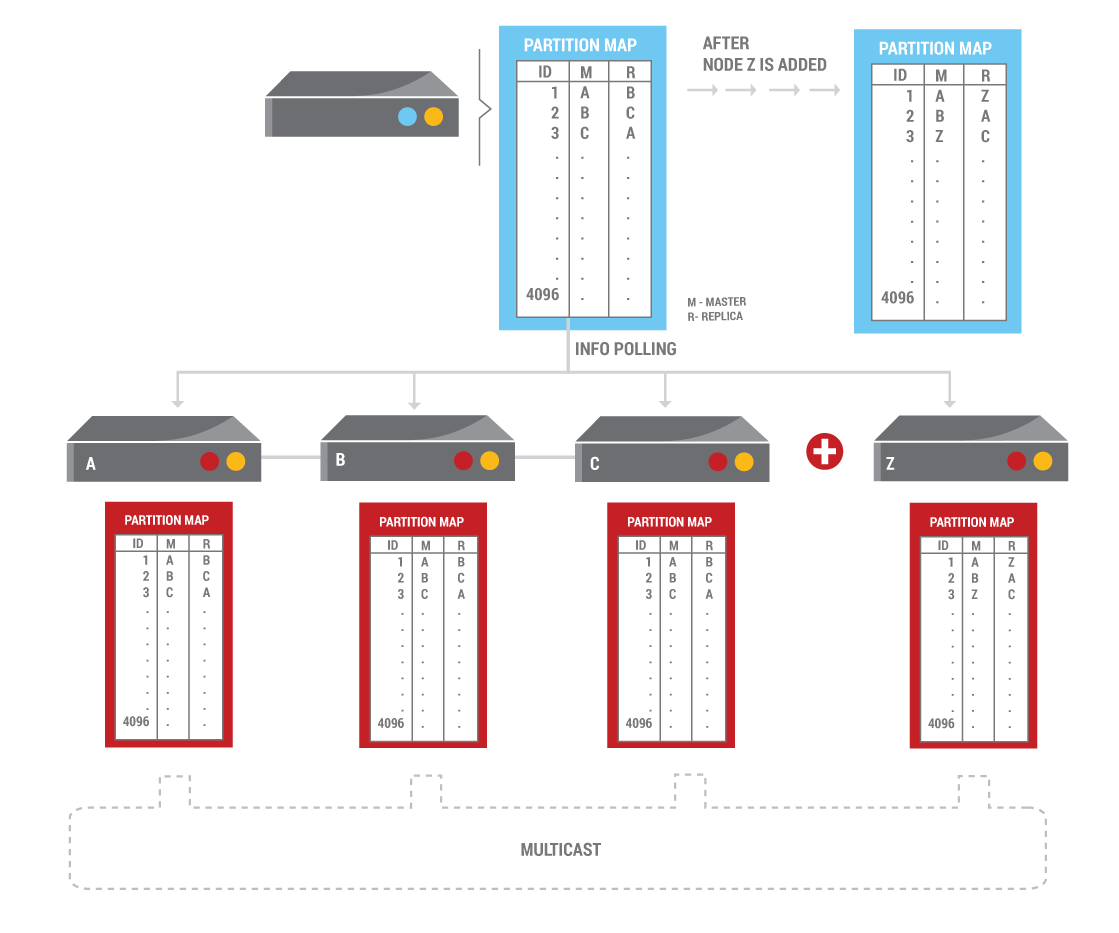 PARTITION MAP
ID M R
1 A B
2 B C
3 C A
. . .
. . .
. . .
. . .
. . .
. . .
. . .
4096 . .
AFTER
NODE Z IS ADDED
PARTITION MAP
ID M R
1 A Z
2 B A
3 Z C
. . .
. . .
. . .
. . .
. . .
. . .
. . .
4096 . .
M - MASTER
R- REPLICA
INFO POLLING
A
B
C
Z
PARTITION MAP
ID M R
1 A B
2 B C
3 C A
. . .
. . .
. . .
. . .
. . .
. . .
. . .
4096 . .
PARTITION MAP
ID M R
1 A B
2 B C
3 C A
. . .
. . .
. . .
. . .
. . .
. . .
. . .
4096 . .
PARTITION MAP
ID M R
1 A B
2 B C
3 C A
. . .
. . .
. . .
. . .
. . .
. . .
. . .
4096 . .
PARTITION MAP
ID M R
1 A Z
2 B A
3 Z C
. . .
. . .
. . .
. . .
. . .
. . .
. . .
4096 . .
MULTICAST